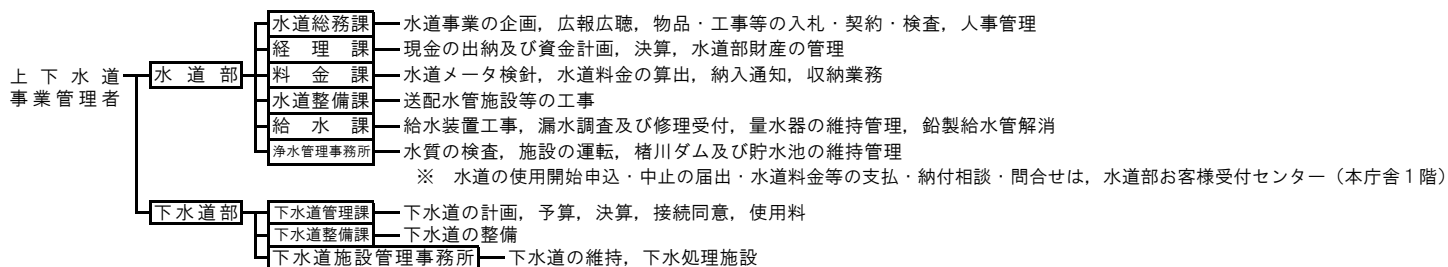 水道総務課 水道事業の企画，広報広聴，物品・工事等の入札・契約・検査，人事管理
経理課 現金の出納及び資金計画，決算，水道部財産の管理
上下水道事業管理者 水道部 料金課 水道メータ検針，水道料金の算出，納入通知，収納業務
水道整備課 送配水管施設等の工事
給水課 給水装置工事，漏水調査及び修理受付，量水器の維持管理，鉛製給水管解消
浄水管理事務所 水質の検査，施設の運転，楮川ダム及び貯水池の維持管理
※ 水道の使用開始申込・中止の届出・水道料金等の支払・納付相談・問合せは，水道部お客様受付センター（本庁舎１階）
下水道部 下水道管理課 下水道の計画，予算，決算，接続同意，使用料
下水道整備課 下水道の整備
下水道施設管理事務所 下水道の維持，下水処理施設